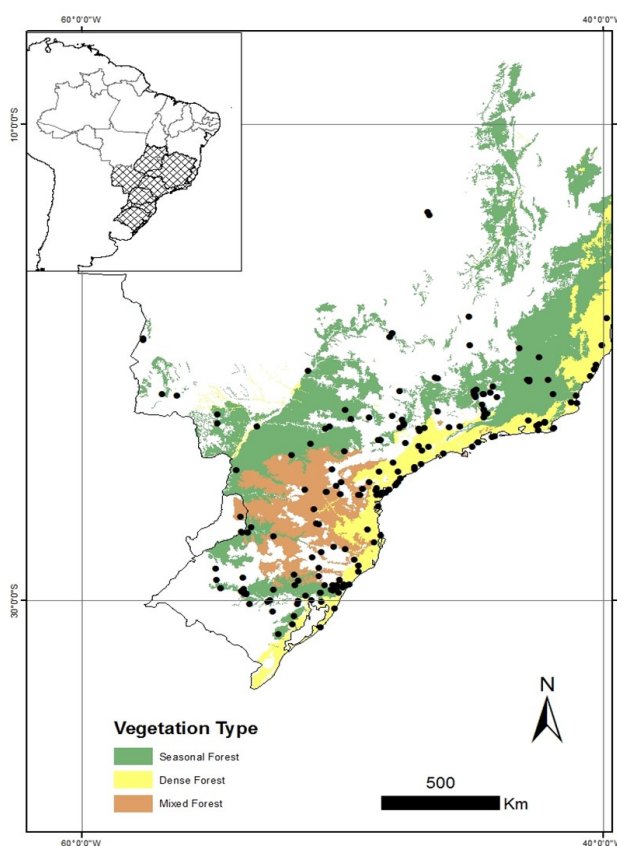 60°0'0"W
40°0'0"W
10°0'0"S
30°0'0"S
N
Vegetation Type
Seasonal Forest
Dense Forest
Mixed Forest
500
Km
60°0'0"W
40°0'0"W